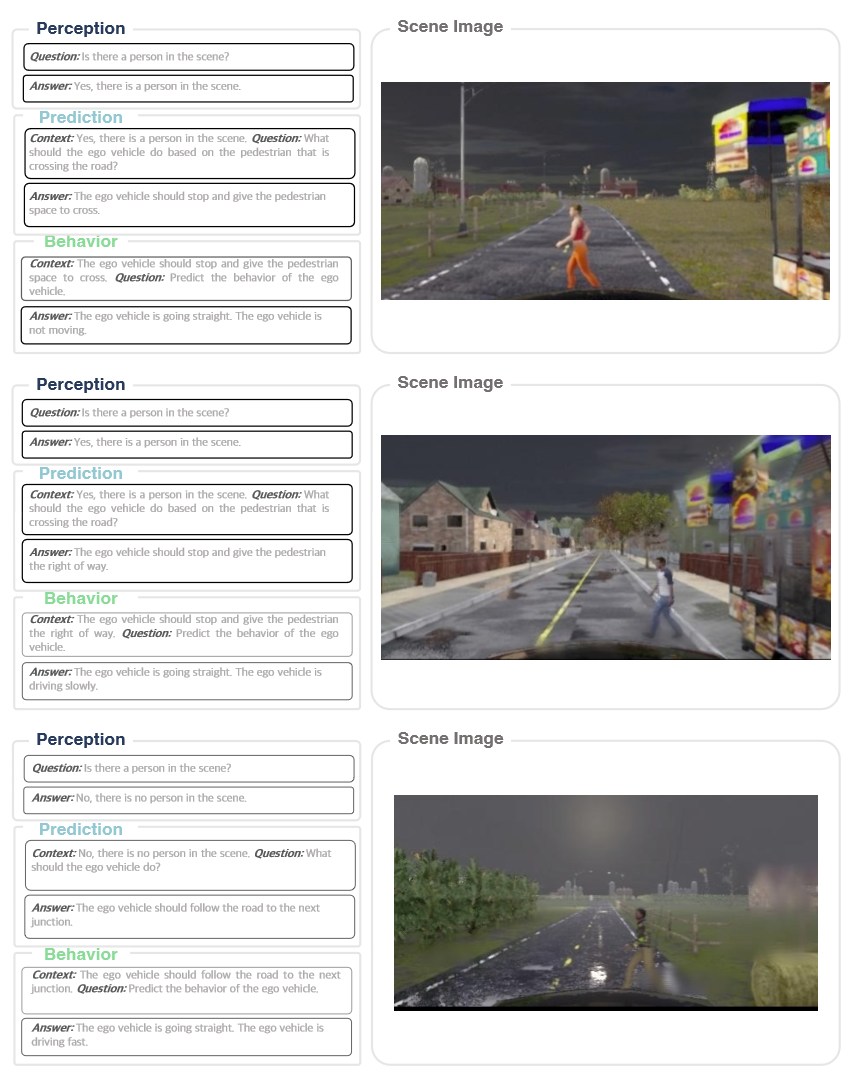 Perception
Question: Is there a person in the scene?
Answer: Yes, there is a person in the scene.
Prediction
Context: Yes, there is a person in the scene. Question: What
should the ego vehicle do based on the pedestrian that is
crossing the road?
Answer: The ego vehicle should stop and give the pedestrian
space to cross.
Behavior
Context: The ego vehicle should stop and give the pedestrian
space to cross. Question: Predict the behavior of the ego
vehicle.
Answer: The ego vehicle is going straight. The ego vehicle is
not moving.
Scene Image
Perception
Question: Is there a person in the scene?
Answer: Yes, there is a person in the scene.
Prediction
Context: Yes, there is a person in the scene. Question: What
should the ego vehicle do based on the pedestrian that is
crossing the road?
Answer: The ego vehicle should stop and give the pedestrian
the right of way.
Behavior
Context: The ego vehicle should stop and give the pedestrian
the right of way. Question: Predict the behavior of the ego
vehicle.
Answer: The ego vehicle is going straight. The ego vehicle is
driving slowly.
Scene Image
Perception
Question: Is there a person in the scene?
Answer: No, there is no person in the scene.
Prediction
Context: No, there is no person in the scene. Question: What
should the ego vehicle do?
Answer: The ego vehicle should follow the road to the next
junction.
Behavior
Context: The ego vehicle should follow the road to the next
junction. Question: Predict the behavior of the ego vehicle.
Answer: The ego vehicle is going straight. The ego vehicle is
driving fast.
Scene Image